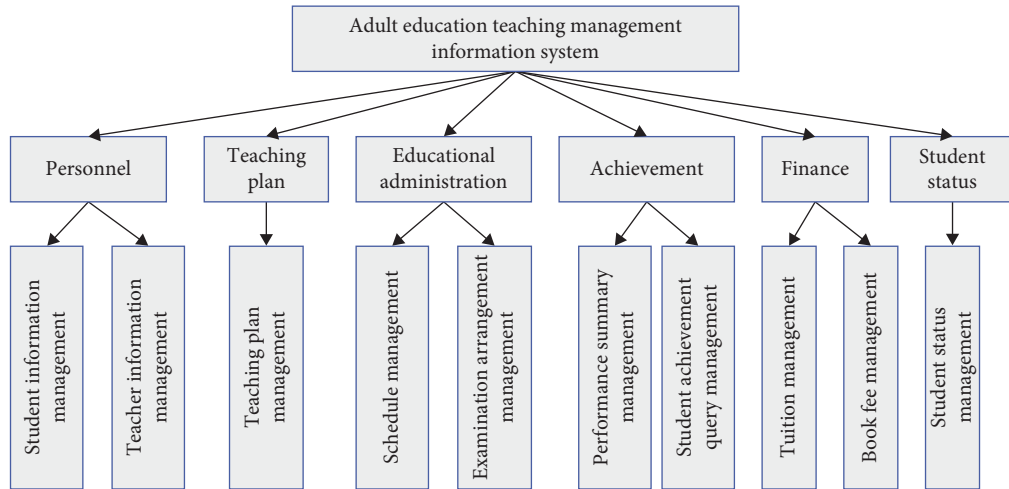 Adult education teaching management
information system
Personnel
Teaching
plan
Educational
administration
Achievement
Finance
Student
status
Student information
management
Teacher information
management
Teaching plan
management
Schedule management
Examination arrangement
management
Performance summary
management
Student achievement
query management
Tuition management
Book fee management
Student status
management